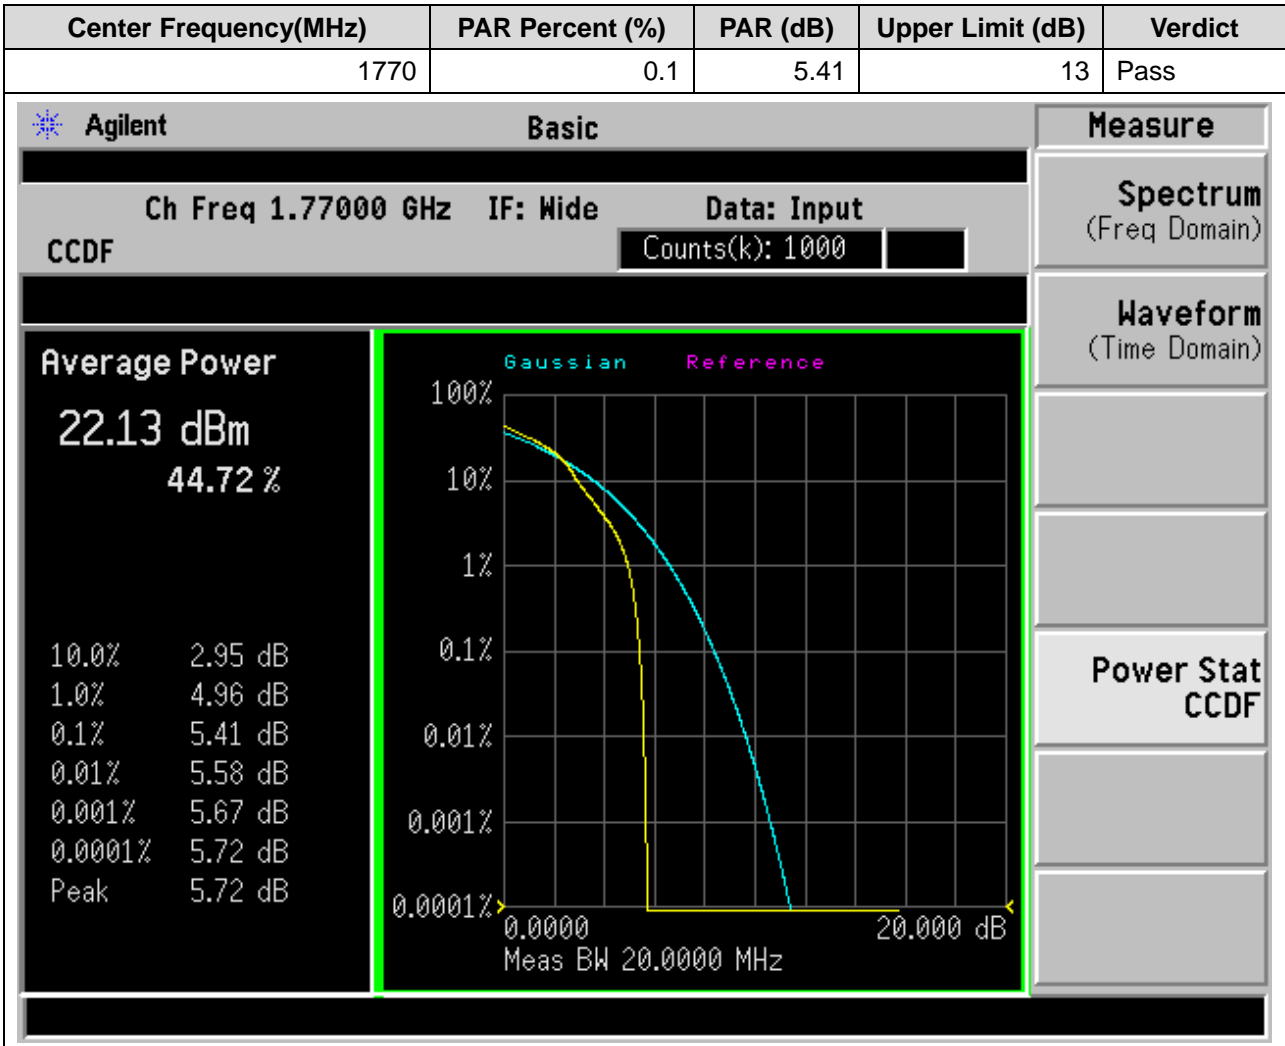 Center Frequency(MHz) PAR Percent (%) PAR (dB) Upper Limit (dB) Verdict
1770 0.1 5.41 13 Pass
Agilent Basic Measure
Ch Freq 1.77000 GHz IF: Wide Data: Input
CCDF Counts(k): 1000
Spectrum
(Freq Domain)
Waveform
(Time Domain)
Power Stat
CCDF
Average Power
22.13 dBm
44.72 %
10.0% 2.95 dB
1.0% 4.96 dB
0.1% 5.41 dB
0.01% 5.58 dB
0.001% 5.67 dB
0.0001% 5.72 dB
Peak 5.72 dB
Gaussian Reference
100%
10%
1%
0.1%
0.01%
0.001%
0.0001%
0.0000 20.000 dB
Meas BW 20.0000 MHz